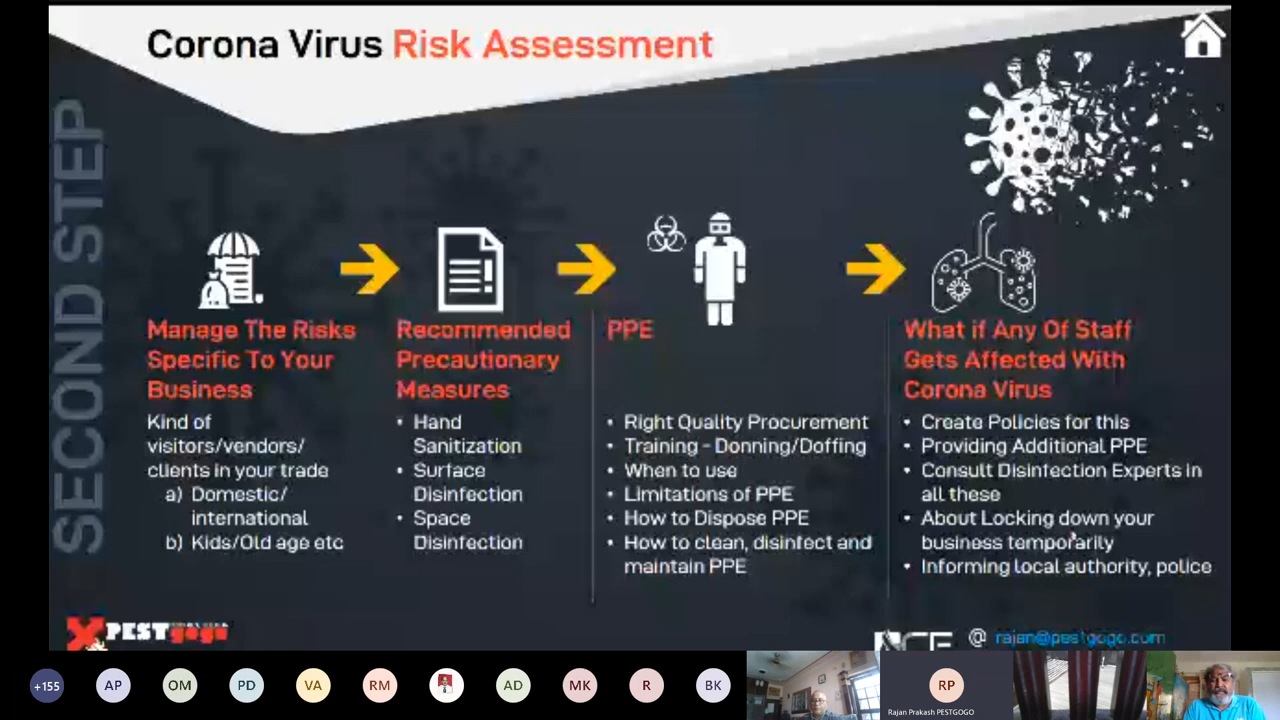 Corona Virus Risk Assessment
SECOND STEP
Manage The Risks
Specific To Your
Business
Kind of
visitors/vendors/
clients in your trade
a) Domestic/
international
b) Kids/Old age etc
Recommended
Precautionary
Measures
• Hand
Sanitization
• Surface
Disinfection
• Space
Disinfection
PPE
• Right Quality Procurement
• Training - Donning/Doffing
• When to use
• Limitations of PPE
• How to Dispose PPE
• How to clean, disinfect and
maintain PPE
What if Any Of Staff
Gets Affected With
Corona Virus
• Create Policies for this
• Providing Additional PPE
• Consult Disinfection Experts in
all these
• About Locking down your
business temporarily
• Informing local authority, police
PESTgogo
@ rajan@pestgogo.com
+155
AP
OM
PD
VA
RM
AD
MK
R
BK
RP
Rajan Prakash PESTGOGO